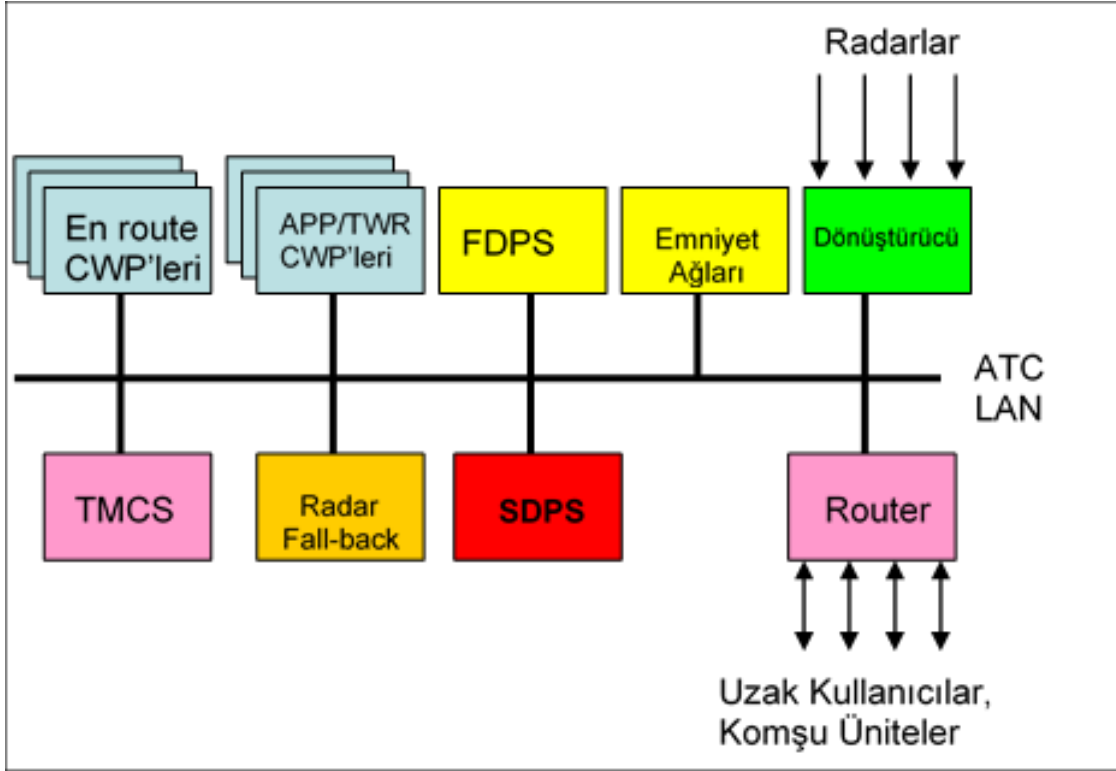 Radarlar
En route
CWP'leri
APP/TWR
CWP'leri
FDPS
Emniyet
Ağları
Dönüştürücü
ATC
LAN
TMCS
Radar
Fall-back
SDPS
Router
Uzak Kullanıcılar,
Komşu Üniteler